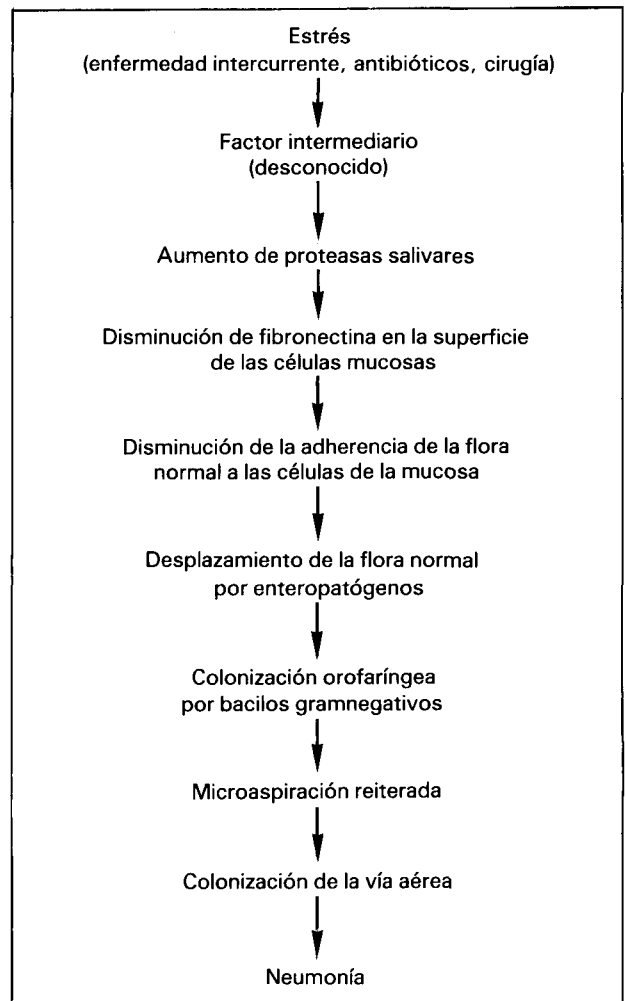 Estrés
(enfermedad intercurrente, antibióticos, cirugía)
Factor intermediario
(desconocido)
Aumento de proteasas salivares
Disminución de fibronectina en la superficie
de las células mucosas
Disminución de la adherencia de la flora
normal a las células de la mucosa
Desplazamiento de la flora normal
por enteropatógenos
Colonización orofaríngea
por bacilos gramnegativos
Microaspiración reiterada
Colonización de la vía aérea
Neumonía